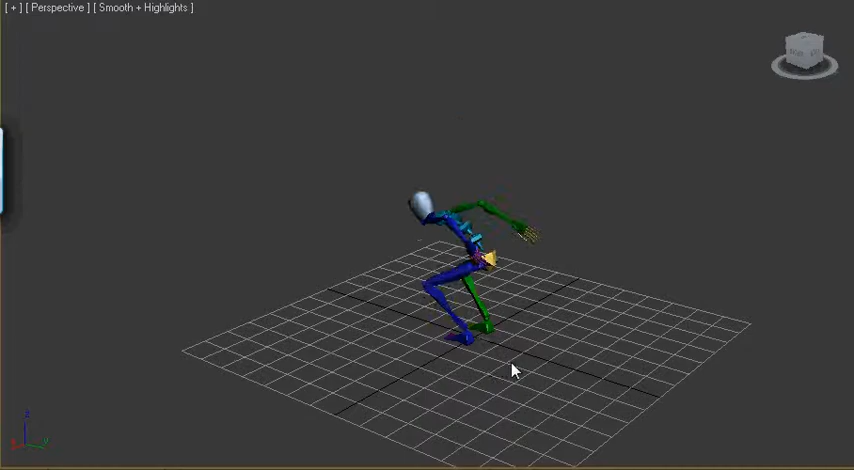 [ + ] [ Perspective ] [ Smooth + Highlights ]
z